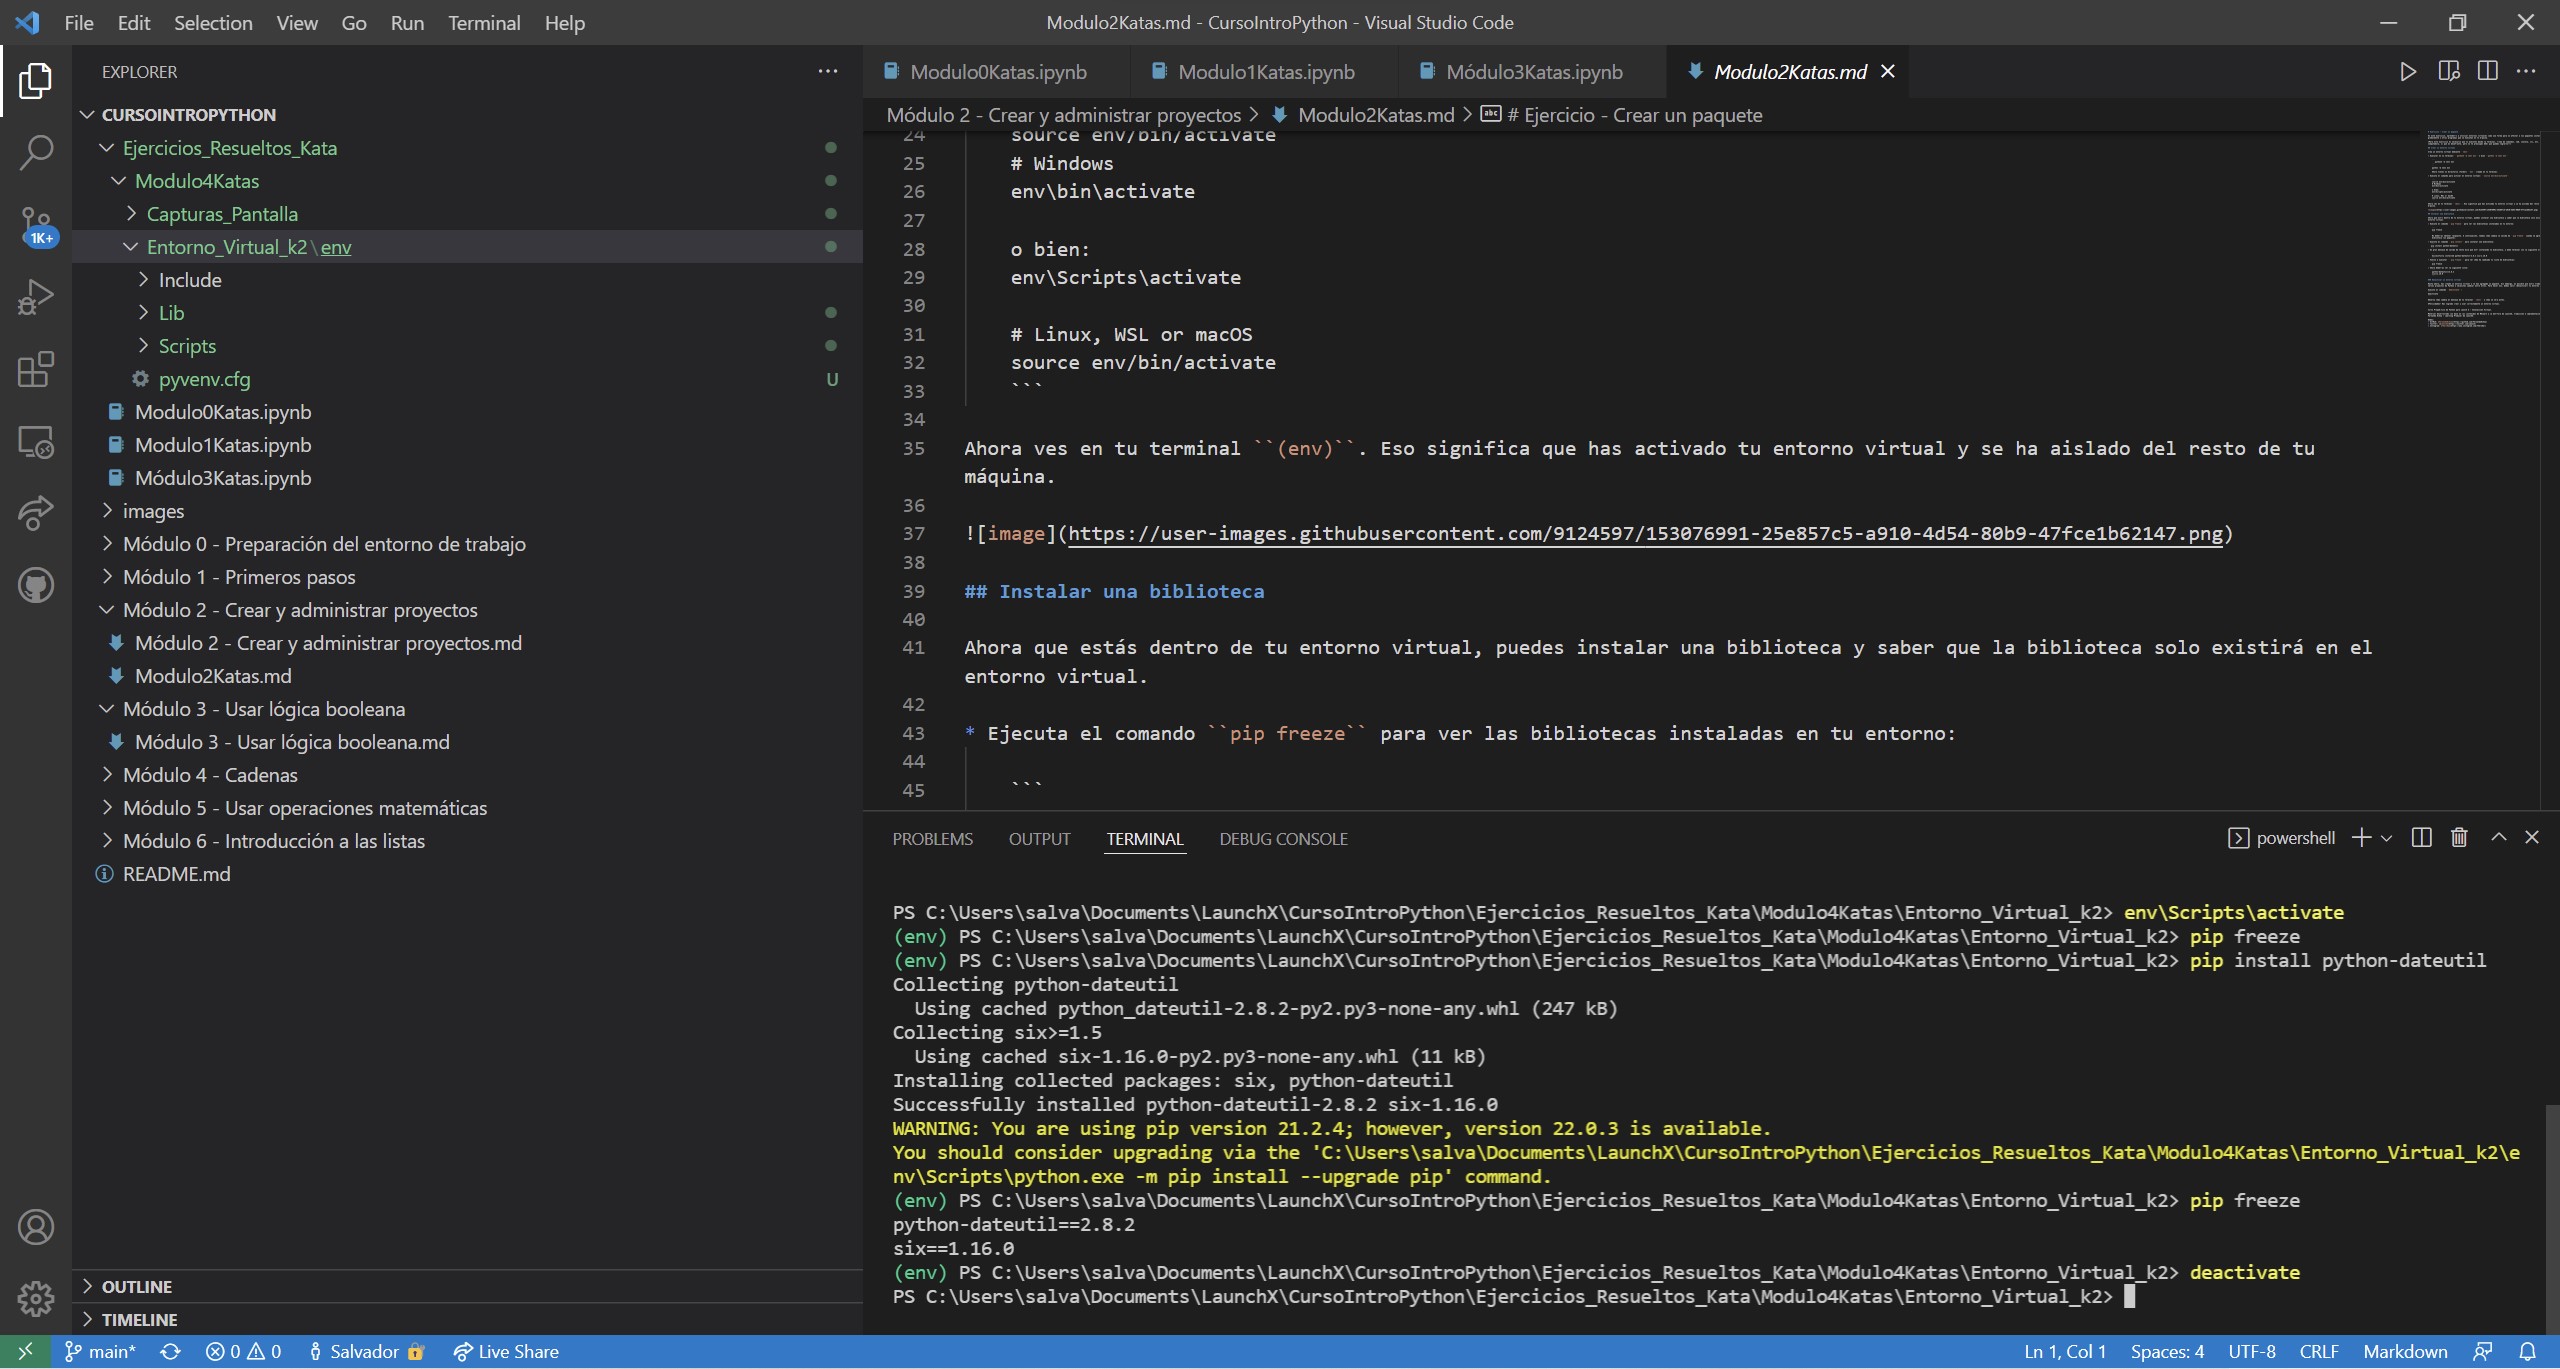 File Edit Selection View Go Run Terminal Help
Modulo2Katas.md - CursoIntroPython - Visual Studio Code
EXPLORER
CURSOINTROPYTHON
Ejercicios_Resueltos_Kata
Modulo4Katas
Capturas_Pantalla
Entorno_Virtual_k2\env
Include
Lib
Scripts
pyvenv.cfg U
Modulo0Katas.ipynb
Modulo1Katas.ipynb
Módulo3Katas.ipynb
images
Módulo 0 - Preparación del entorno de trabajo
Módulo 1 - Primeros pasos
Módulo 2 - Crear y administrar proyectos
Módulo 2 - Crear y administrar proyectos.md
Modulo2Katas.md
Módulo 3 - Usar lógica booleana
Módulo 3 - Usar lógica booleana.md
Módulo 4 - Cadenas
Módulo 5 - Usar operaciones matemáticas
Módulo 6 - Introducción a las listas
README.md
OUTLINE
TIMELINE
1K+
Modulo0Katas.ipynb Modulo1Katas.ipynb Módulo3Katas.ipynb Modulo2Katas.md
Módulo 2 - Crear y administrar proyectos > Modulo2Katas.md > abc # Ejercicio - Crear un paquete
24 source env/bin/activate
25 # Windows
26 env\bin\activate
27
28 o bien:
29 env\Scripts\activate
30
31 # Linux, WSL or macOS
32 source env/bin/activate
33 ```
34
35 Ahora ves en tu terminal ``(env)``. Eso significa que has activado tu entorno virtual y se ha aislado del resto de tu
máquina.
36
37 ![image](https://user-images.githubusercontent.com/9124597/153076991-25e857c5-a910-4d54-80b9-47fce1b62147.png)
38
39 ## Instalar una biblioteca
40
41 Ahora que estás dentro de tu entorno virtual, puedes instalar una biblioteca y saber que la biblioteca solo existirá en el
entorno virtual.
42
43 * Ejecuta el comando ``pip freeze`` para ver las bibliotecas instaladas en tu entorno:
44
45 ```
PROBLEMS OUTPUT TERMINAL DEBUG CONSOLE
powershell
PS C:\Users\salva\Documents\LaunchX\CursoIntroPython\Ejercicios_Resueltos_Kata\Modulo4Katas\Entorno_Virtual_k2> env\Scripts\activate
(env) PS C:\Users\salva\Documents\LaunchX\CursoIntroPython\Ejercicios_Resueltos_Kata\Modulo4Katas\Entorno_Virtual_k2> pip freeze
(env) PS C:\Users\salva\Documents\LaunchX\CursoIntroPython\Ejercicios_Resueltos_Kata\Modulo4Katas\Entorno_Virtual_k2> pip install python-dateutil
Collecting python-dateutil
Using cached python_dateutil-2.8.2-py2.py3-none-any.whl (247 kB)
Collecting six>=1.5
Using cached six-1.16.0-py2.py3-none-any.whl (11 kB)
Installing collected packages: six, python-dateutil
Successfully installed python-dateutil-2.8.2 six-1.16.0
WARNING: You are using pip version 21.2.4; however, version 22.0.3 is available.
You should consider upgrading via the 'C:\Users\salva\Documents\LaunchX\CursoIntroPython\Ejercicios_Resueltos_Kata\Modulo4Katas\Entorno_Virtual_k2\e
nv\Scripts\python.exe -m pip install --upgrade pip' command.
(env) PS C:\Users\salva\Documents\LaunchX\CursoIntroPython\Ejercicios_Resueltos_Kata\Modulo4Katas\Entorno_Virtual_k2> pip freeze
python-dateutil==2.8.2
six==1.16.0
(env) PS C:\Users\salva\Documents\LaunchX\CursoIntroPython\Ejercicios_Resueltos_Kata\Modulo4Katas\Entorno_Virtual_k2> deactivate
PS C:\Users\salva\Documents\LaunchX\CursoIntroPython\Ejercicios_Resueltos_Kata\Modulo4Katas\Entorno_Virtual_k2>
main* 0 0 Salvador Live Share Ln 1, Col 1 Spaces: 4 UTF-8 CRLF Markdown